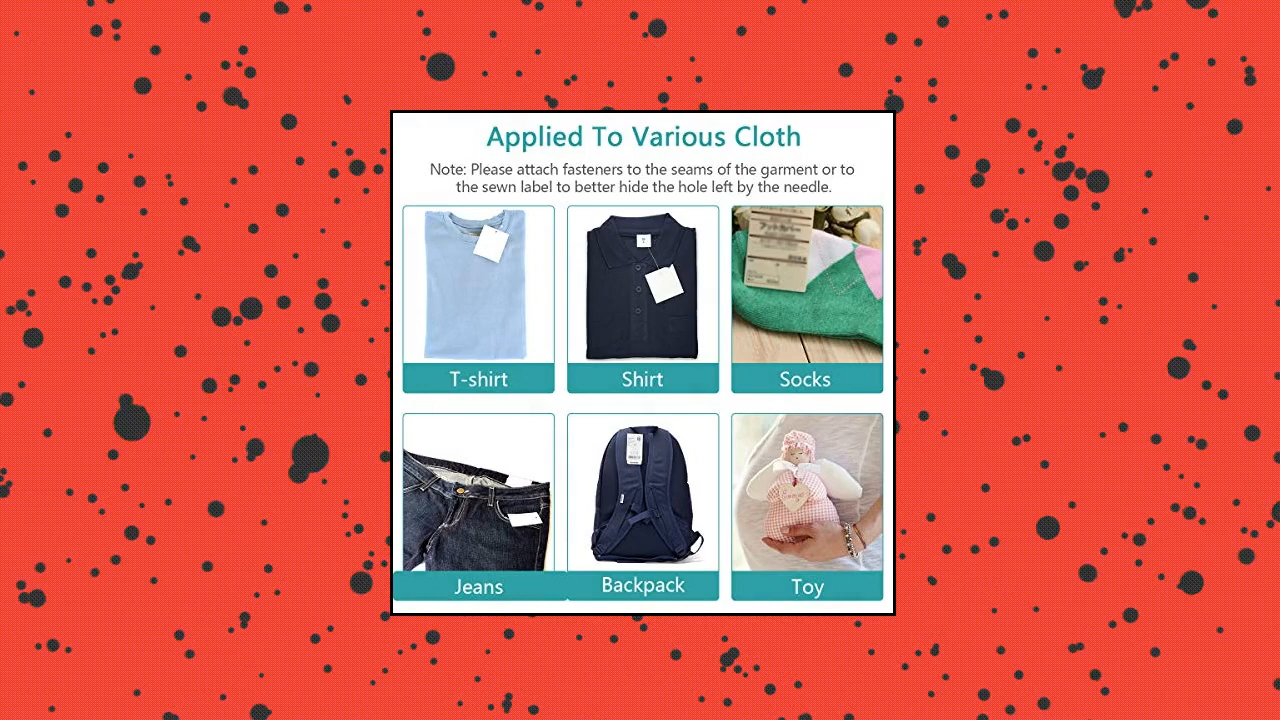 Applied To Various Cloth
Note: Please attach fasteners to the seams of the garment or to
the sewn label to better hide the hole left by the needle.
T-shirt
Shirt
Socks
Jeans
Backpack
Toy